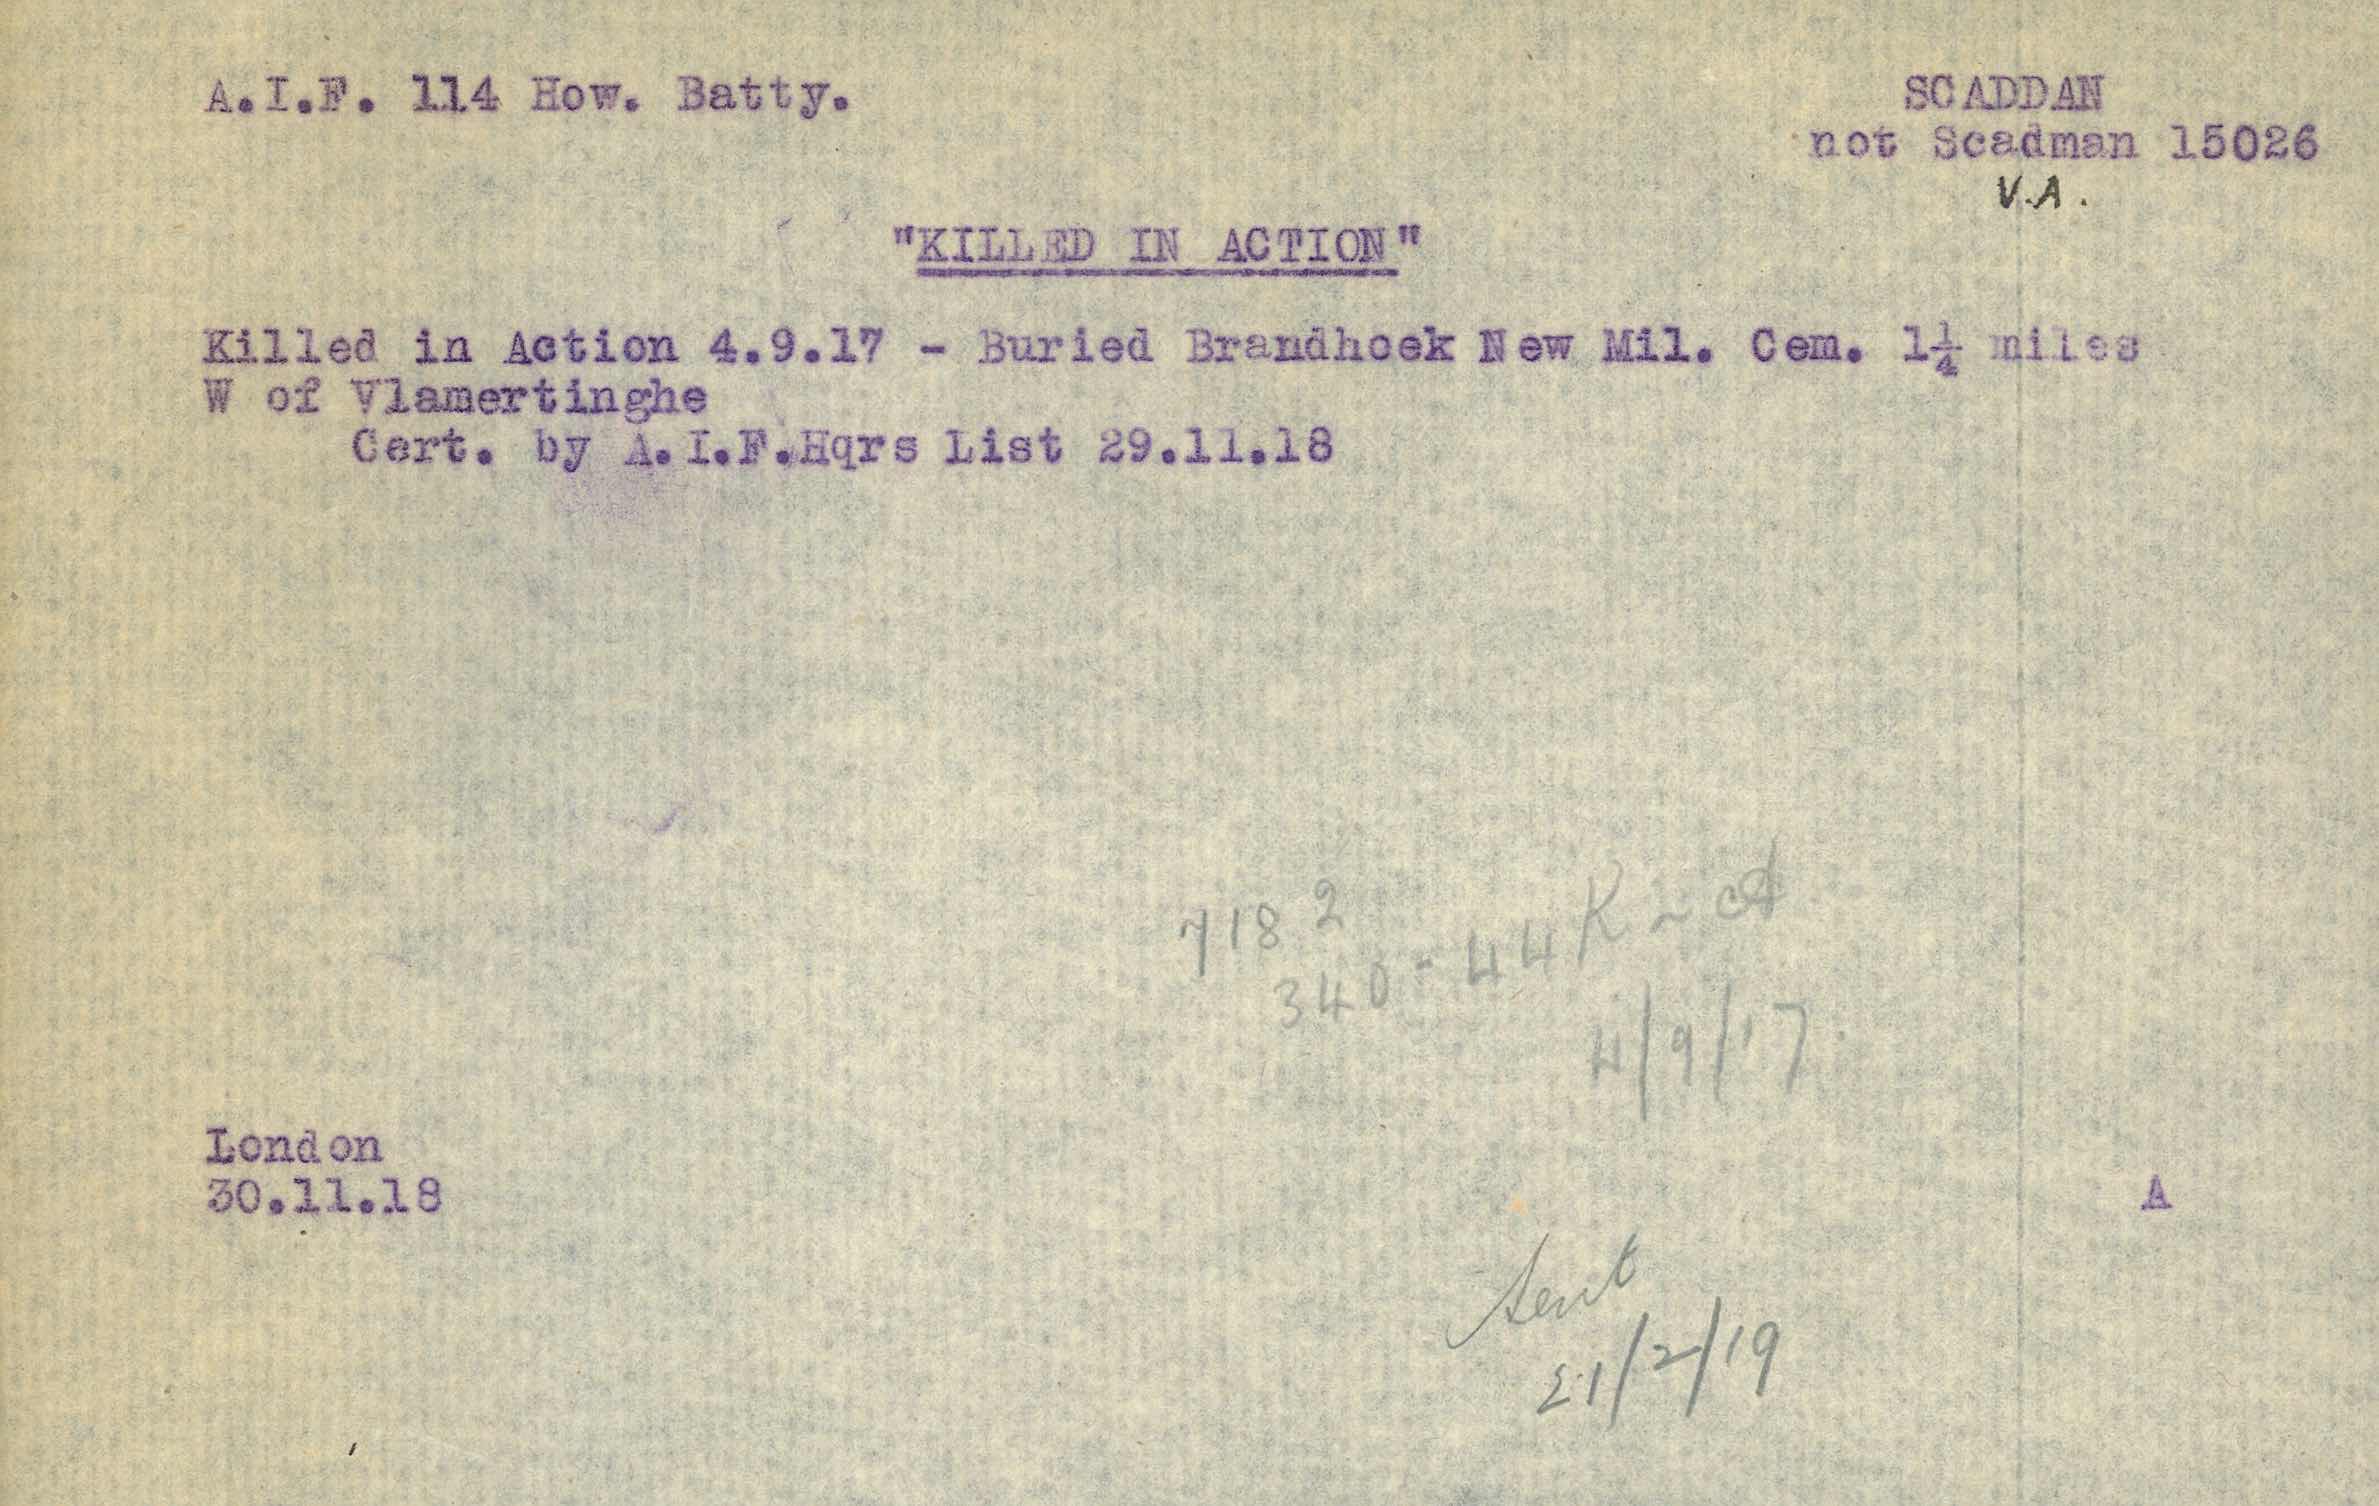 A.I.F. 114 How. Batty.
SCADDAN
not Scadman 15026
V.A.
"KILLED IN ACTION"
Killed in Action 4.9.17 - Buried Brandhoek New Mil. Cem. 1¼ miles
W of Vlamertinghe
Cert. by A.I.F.Hqrs List 29.11.18
7182
340-44 R
4/9/17
London
30.11.18
A
Sent
21/2/19